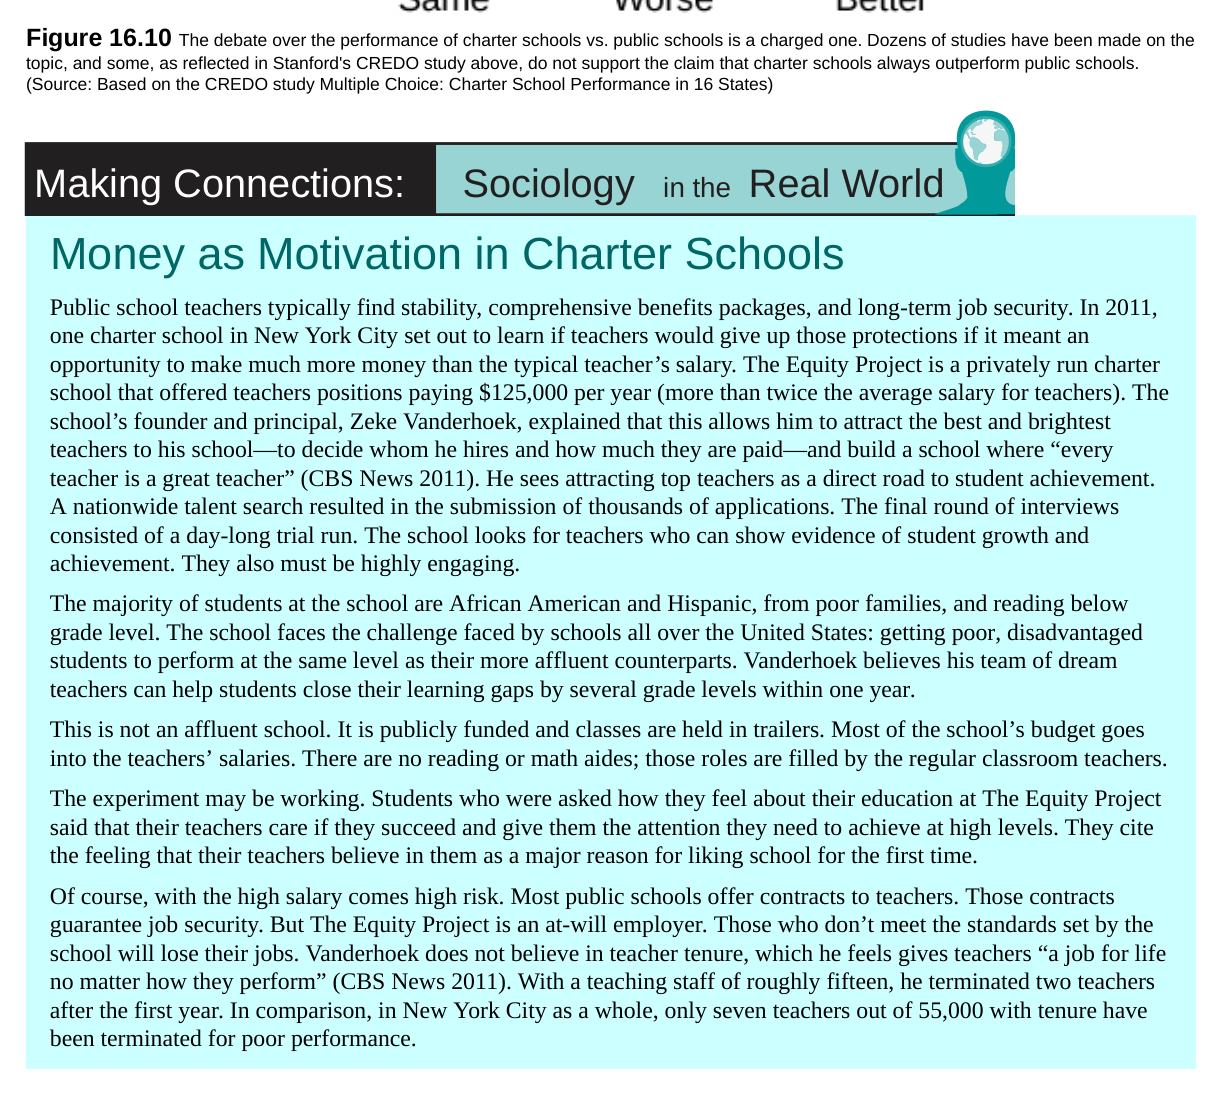 Same Worse Better
Figure 16.10 The debate over the performance of charter schools vs. public schools is a charged one. Dozens of studies have been made on the
topic, and some, as reflected in Stanford's CREDO study above, do not support the claim that charter schools always outperform public schools.
(Source: Based on the CREDO study Multiple Choice: Charter School Performance in 16 States)
Making Connections: Sociology in the Real World
Money as Motivation in Charter Schools
Public school teachers typically find stability, comprehensive benefits packages, and long-term job security. In 2011,
one charter school in New York City set out to learn if teachers would give up those protections if it meant an
opportunity to make much more money than the typical teacher’s salary. The Equity Project is a privately run charter
school that offered teachers positions paying $125,000 per year (more than twice the average salary for teachers). The
school’s founder and principal, Zeke Vanderhoek, explained that this allows him to attract the best and brightest
teachers to his school—to decide whom he hires and how much they are paid—and build a school where “every
teacher is a great teacher” (CBS News 2011). He sees attracting top teachers as a direct road to student achievement.
A nationwide talent search resulted in the submission of thousands of applications. The final round of interviews
consisted of a day-long trial run. The school looks for teachers who can show evidence of student growth and
achievement. They also must be highly engaging.
The majority of students at the school are African American and Hispanic, from poor families, and reading below
grade level. The school faces the challenge faced by schools all over the United States: getting poor, disadvantaged
students to perform at the same level as their more affluent counterparts. Vanderhoek believes his team of dream
teachers can help students close their learning gaps by several grade levels within one year.
This is not an affluent school. It is publicly funded and classes are held in trailers. Most of the school’s budget goes
into the teachers’ salaries. There are no reading or math aides; those roles are filled by the regular classroom teachers.
The experiment may be working. Students who were asked how they feel about their education at The Equity Project
said that their teachers care if they succeed and give them the attention they need to achieve at high levels. They cite
the feeling that their teachers believe in them as a major reason for liking school for the first time.
Of course, with the high salary comes high risk. Most public schools offer contracts to teachers. Those contracts
guarantee job security. But The Equity Project is an at-will employer. Those who don’t meet the standards set by the
school will lose their jobs. Vanderhoek does not believe in teacher tenure, which he feels gives teachers “a job for life
no matter how they perform” (CBS News 2011). With a teaching staff of roughly fifteen, he terminated two teachers
after the first year. In comparison, in New York City as a whole, only seven teachers out of 55,000 with tenure have
been terminated for poor performance.